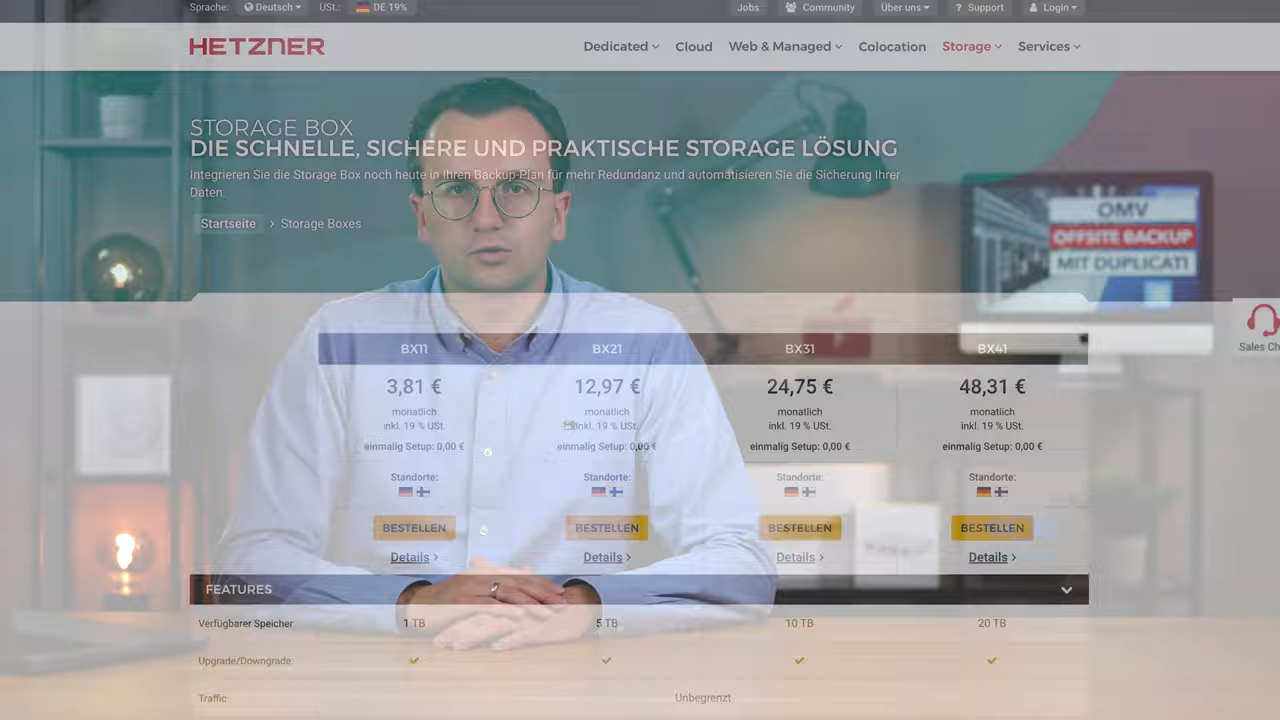 Sprache: Deutsch USt.: DE 19% Jobs Community Über uns ? Support Login
HETZNER Dedicated Cloud Web & Managed Colocation Storage Services
STORAGE BOX
DIE SCHNELLE, SICHERE UND PRAKTISCHE STORAGE LÖSUNG
Integrieren Sie die Storage Box noch heute in Ihren Backup-Plan für mehr Redundanz und automatisieren Sie die Sicherung Ihrer
Daten.
Startseite › Storage Boxes
OMV
OFFSITE BACKUP
MIT DUPLICATI
Sales Ch
BX11 BX21 BX31 BX41
3,81 € 12,97 € 24,75 € 48,31 €
monatlich monatlich monatlich monatlich
inkl. 19 % USt. inkl. 19 % USt. inkl. 19 % USt. inkl. 19 % USt.
einmalig Setup: 0,00 € einmalig Setup: 0,00 € einmalig Setup: 0,00 € einmalig Setup: 0,00 €
Standorte: Standorte: Standorte: Standorte:
BESTELLEN BESTELLEN BESTELLEN BESTELLEN
Details › Details › Details › Details ›
FEATURES
Verfügbarer Speicher 1 TB 5 TB 10 TB 20 TB
Upgrade/Downgrade
Traffic Unbegrenzt